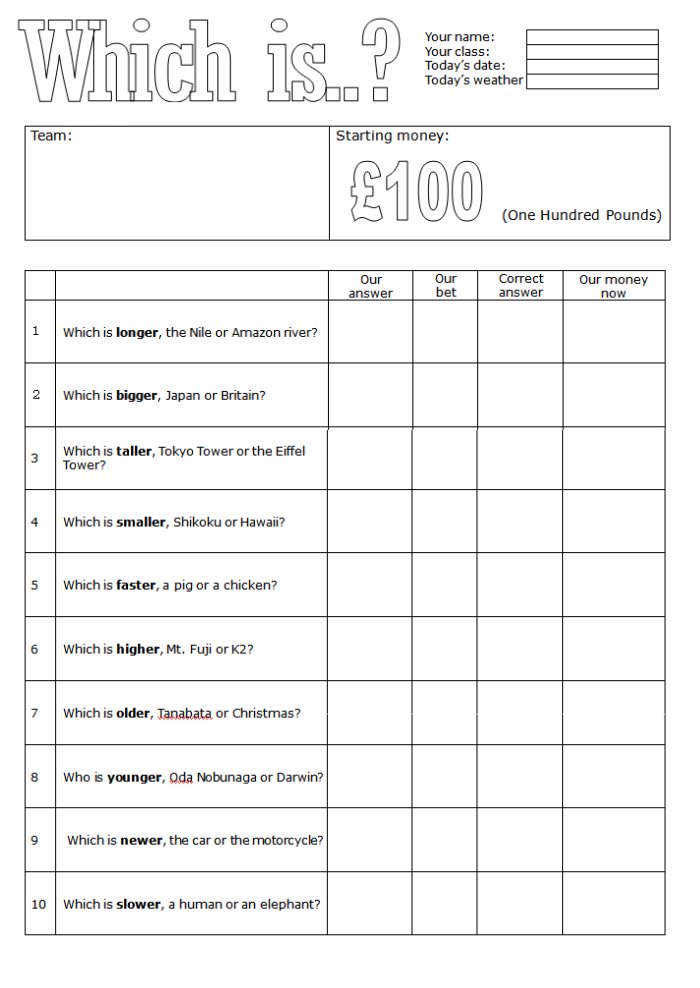 Which is...?
Your name:
Your class:
Today's date:
Today's weather
Team:
Starting money:
£100
(One Hundred Pounds)
Our answer
Our bet
Correct answer
Our money now
1 Which is longer, the Nile or Amazon river?
2 Which is bigger, Japan or Britain?
3 Which is taller, Tokyo Tower or the Eiffel
Tower?
4 Which is smaller, Shikoku or Hawaii?
5 Which is faster, a pig or a chicken?
6 Which is higher, Mt. Fuji or K2?
7 Which is older, Tanabata or Christmas?
8 Who is younger, Oda Nobunaga or Darwin?
9 Which is newer, the car or the motorcycle?
10 Which is slower, a human or an elephant?